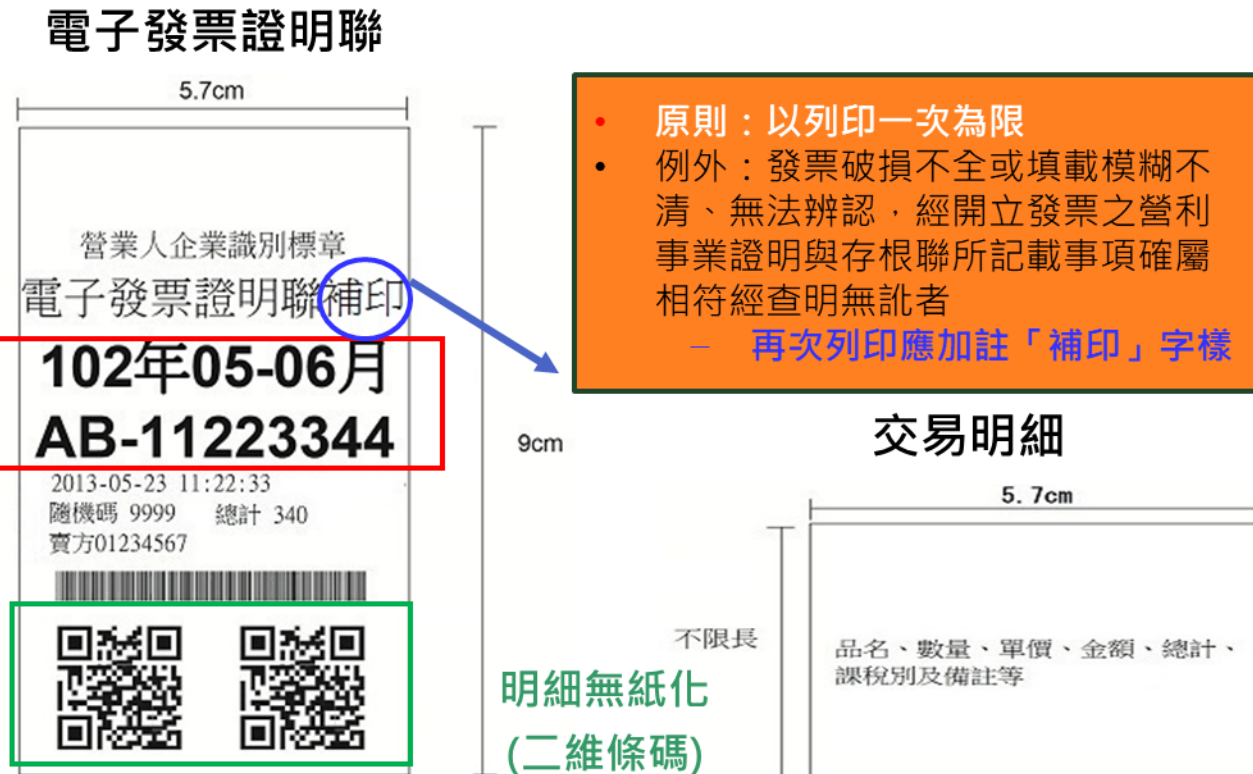 電子發票證明聯
5.7cm
營業人企業識別標章
電子發票證明聯補印
102年05-06月
AB-11223344
2013-05-23 11:22:33
隨機碼 9999 總計 340
賣方01234567
9cm
• 原則：以列印一次為限
• 例外：發票破損不全或填載模糊不
清、無法辨認，經開立發票之營利
事業證明與存根聯所記載事項確屬
相符經查明無訛者
– 再次列印應加註「補印」字樣
明細無紙化
(二維條碼)
交易明細
5.7cm
不限長
品名、數量、單價、金額、總計、
課稅別及備註等